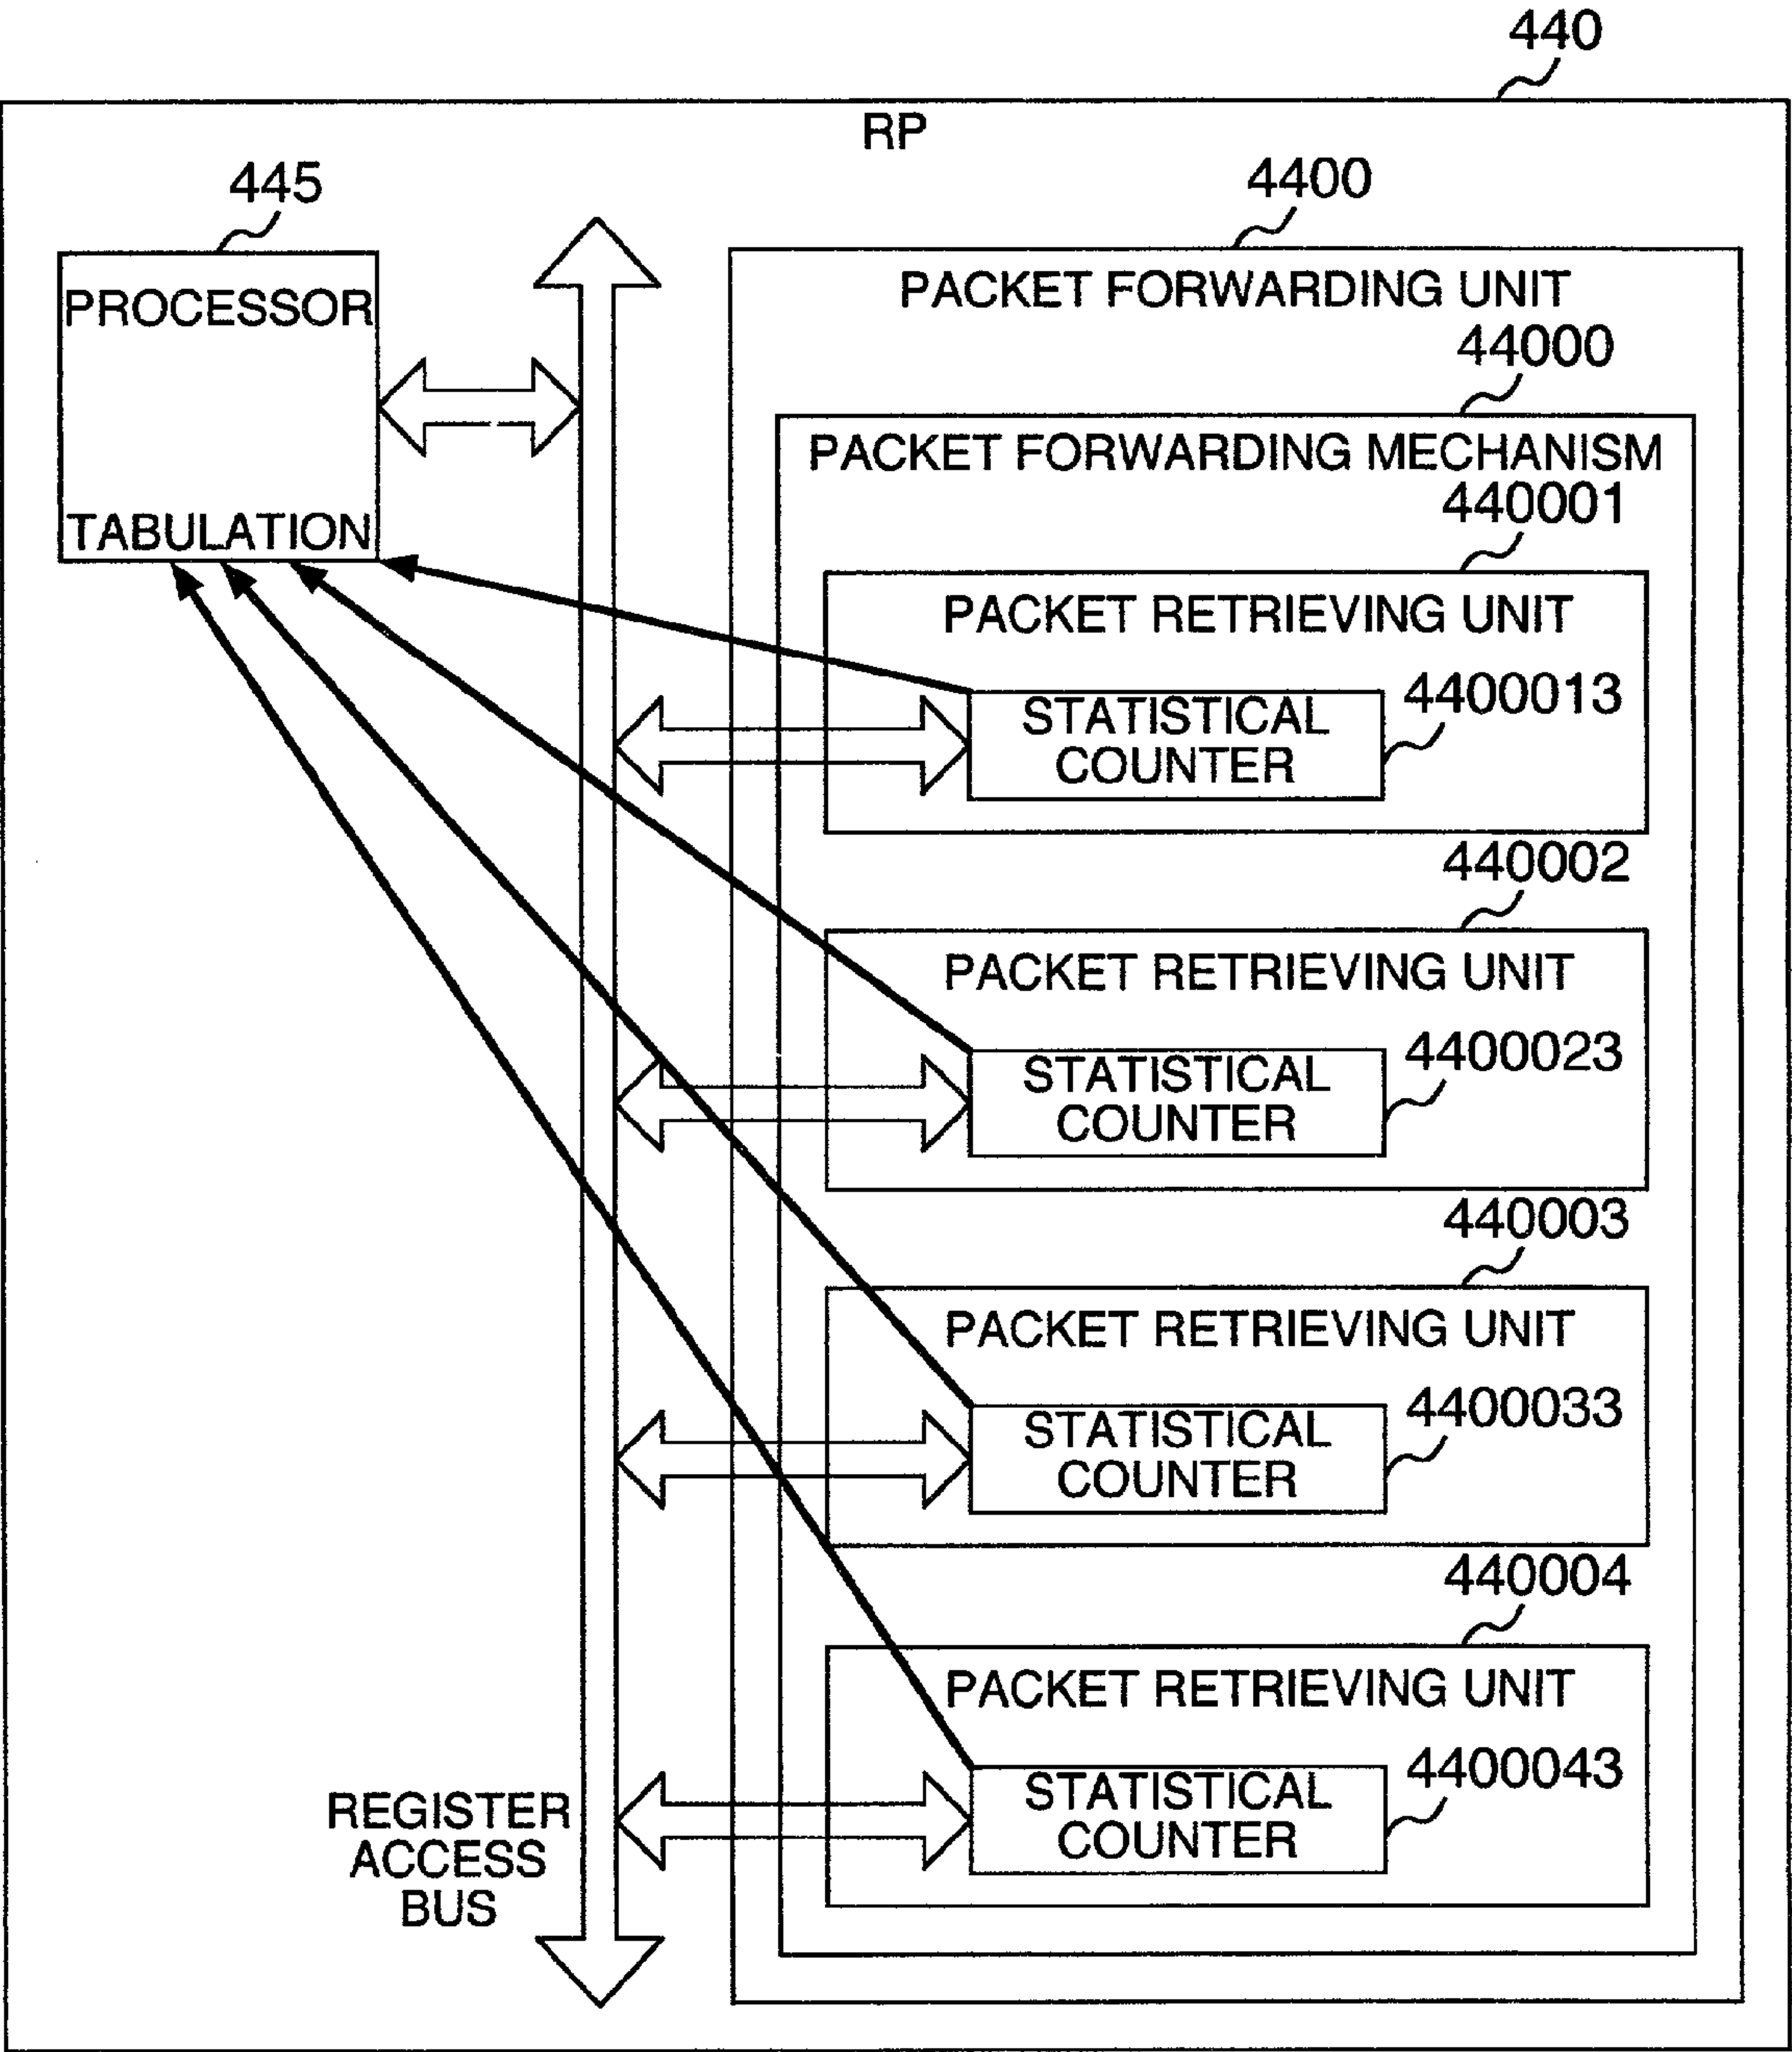 440
RP
445
4400
PROCESSOR
TABULATION
PACKET FORWARDING UNIT
44000
PACKET FORWARDING MECHANISM
440001
PACKET RETRIEVING UNIT
4400013
STATISTICAL
COUNTER
440002
PACKET RETRIEVING UNIT
4400023
STATISTICAL
COUNTER
440003
PACKET RETRIEVING UNIT
4400033
STATISTICAL
COUNTER
440004
PACKET RETRIEVING UNIT
4400043
STATISTICAL
COUNTER
REGISTER
ACCESS
BUS